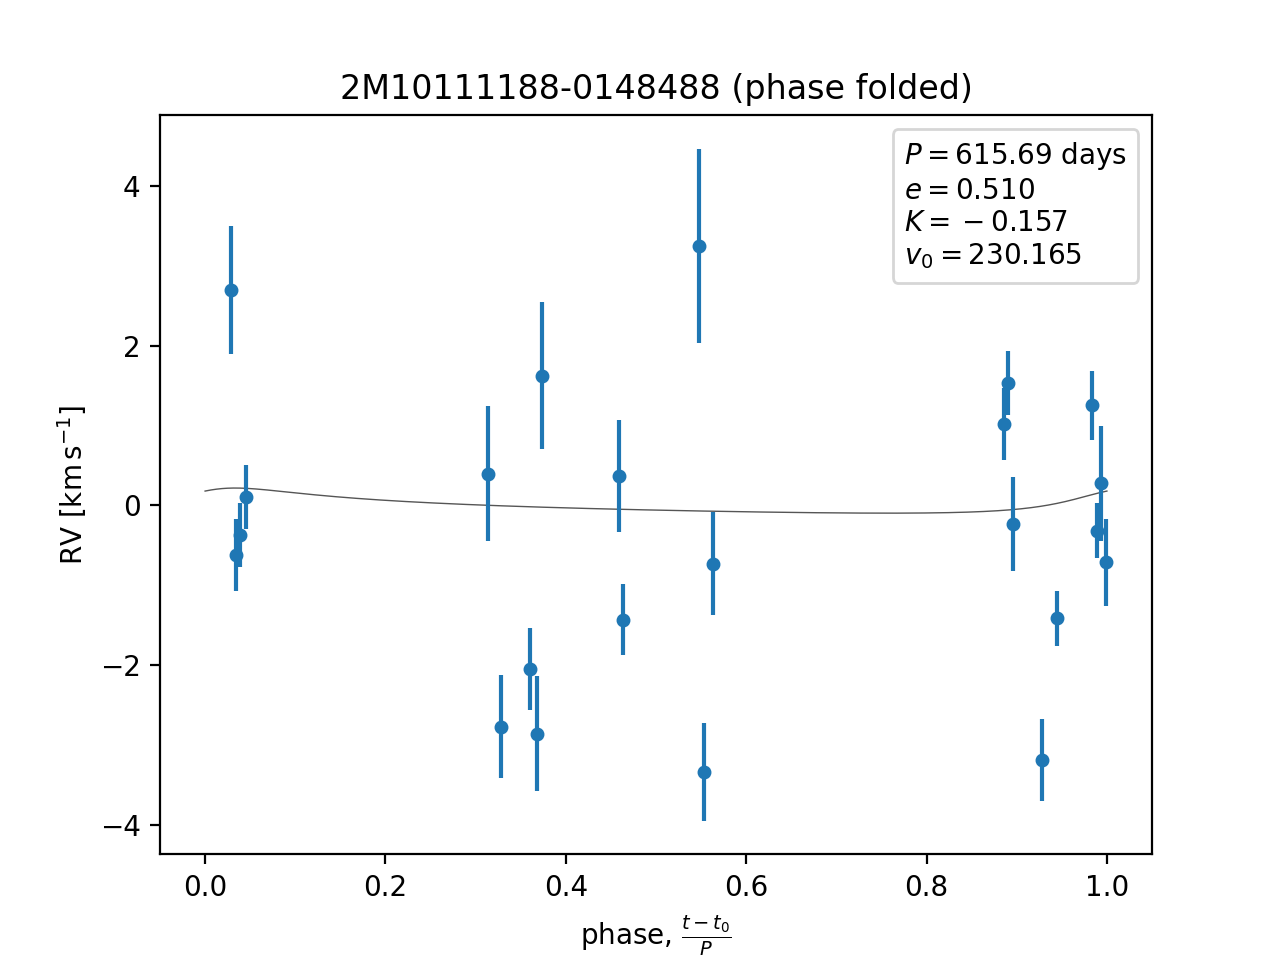 2M10111188-0148488 (phase folded)
P = 615.69 days
e = 0.510
K = −0.157
v₀ = 230.165
4
2
0
−2
−4
RV [km s⁻¹]
0.0 0.2 0.4 0.6 0.8 1.0
phase, (t − t₀)/P